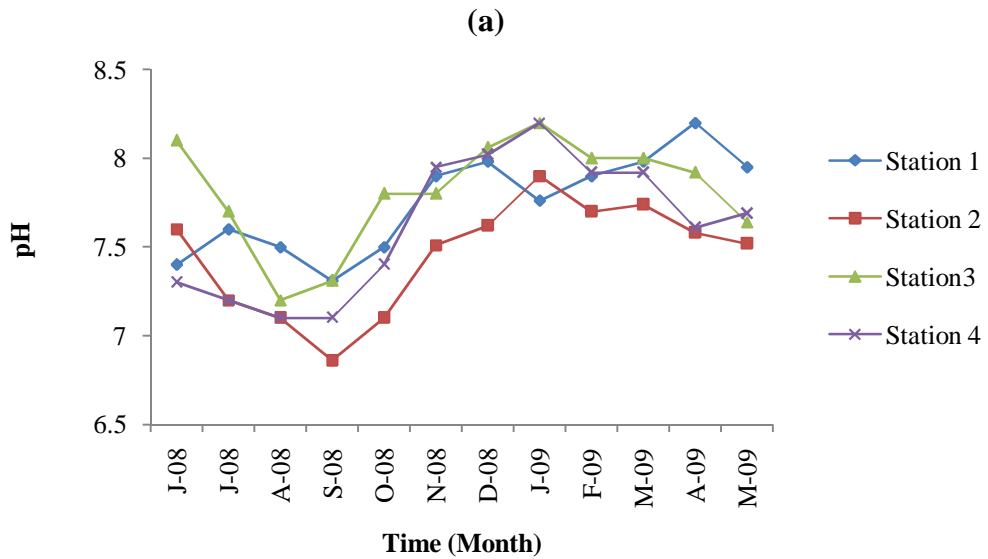 (a)
8.5
8
7.5
7
6.5
pH
J-08
J-08
A-08
S-08
O-08
N-08
D-08
J-09
F-09
M-09
A-09
M-09
Time (Month)
Station 1
Station 2
Station3
Station 4